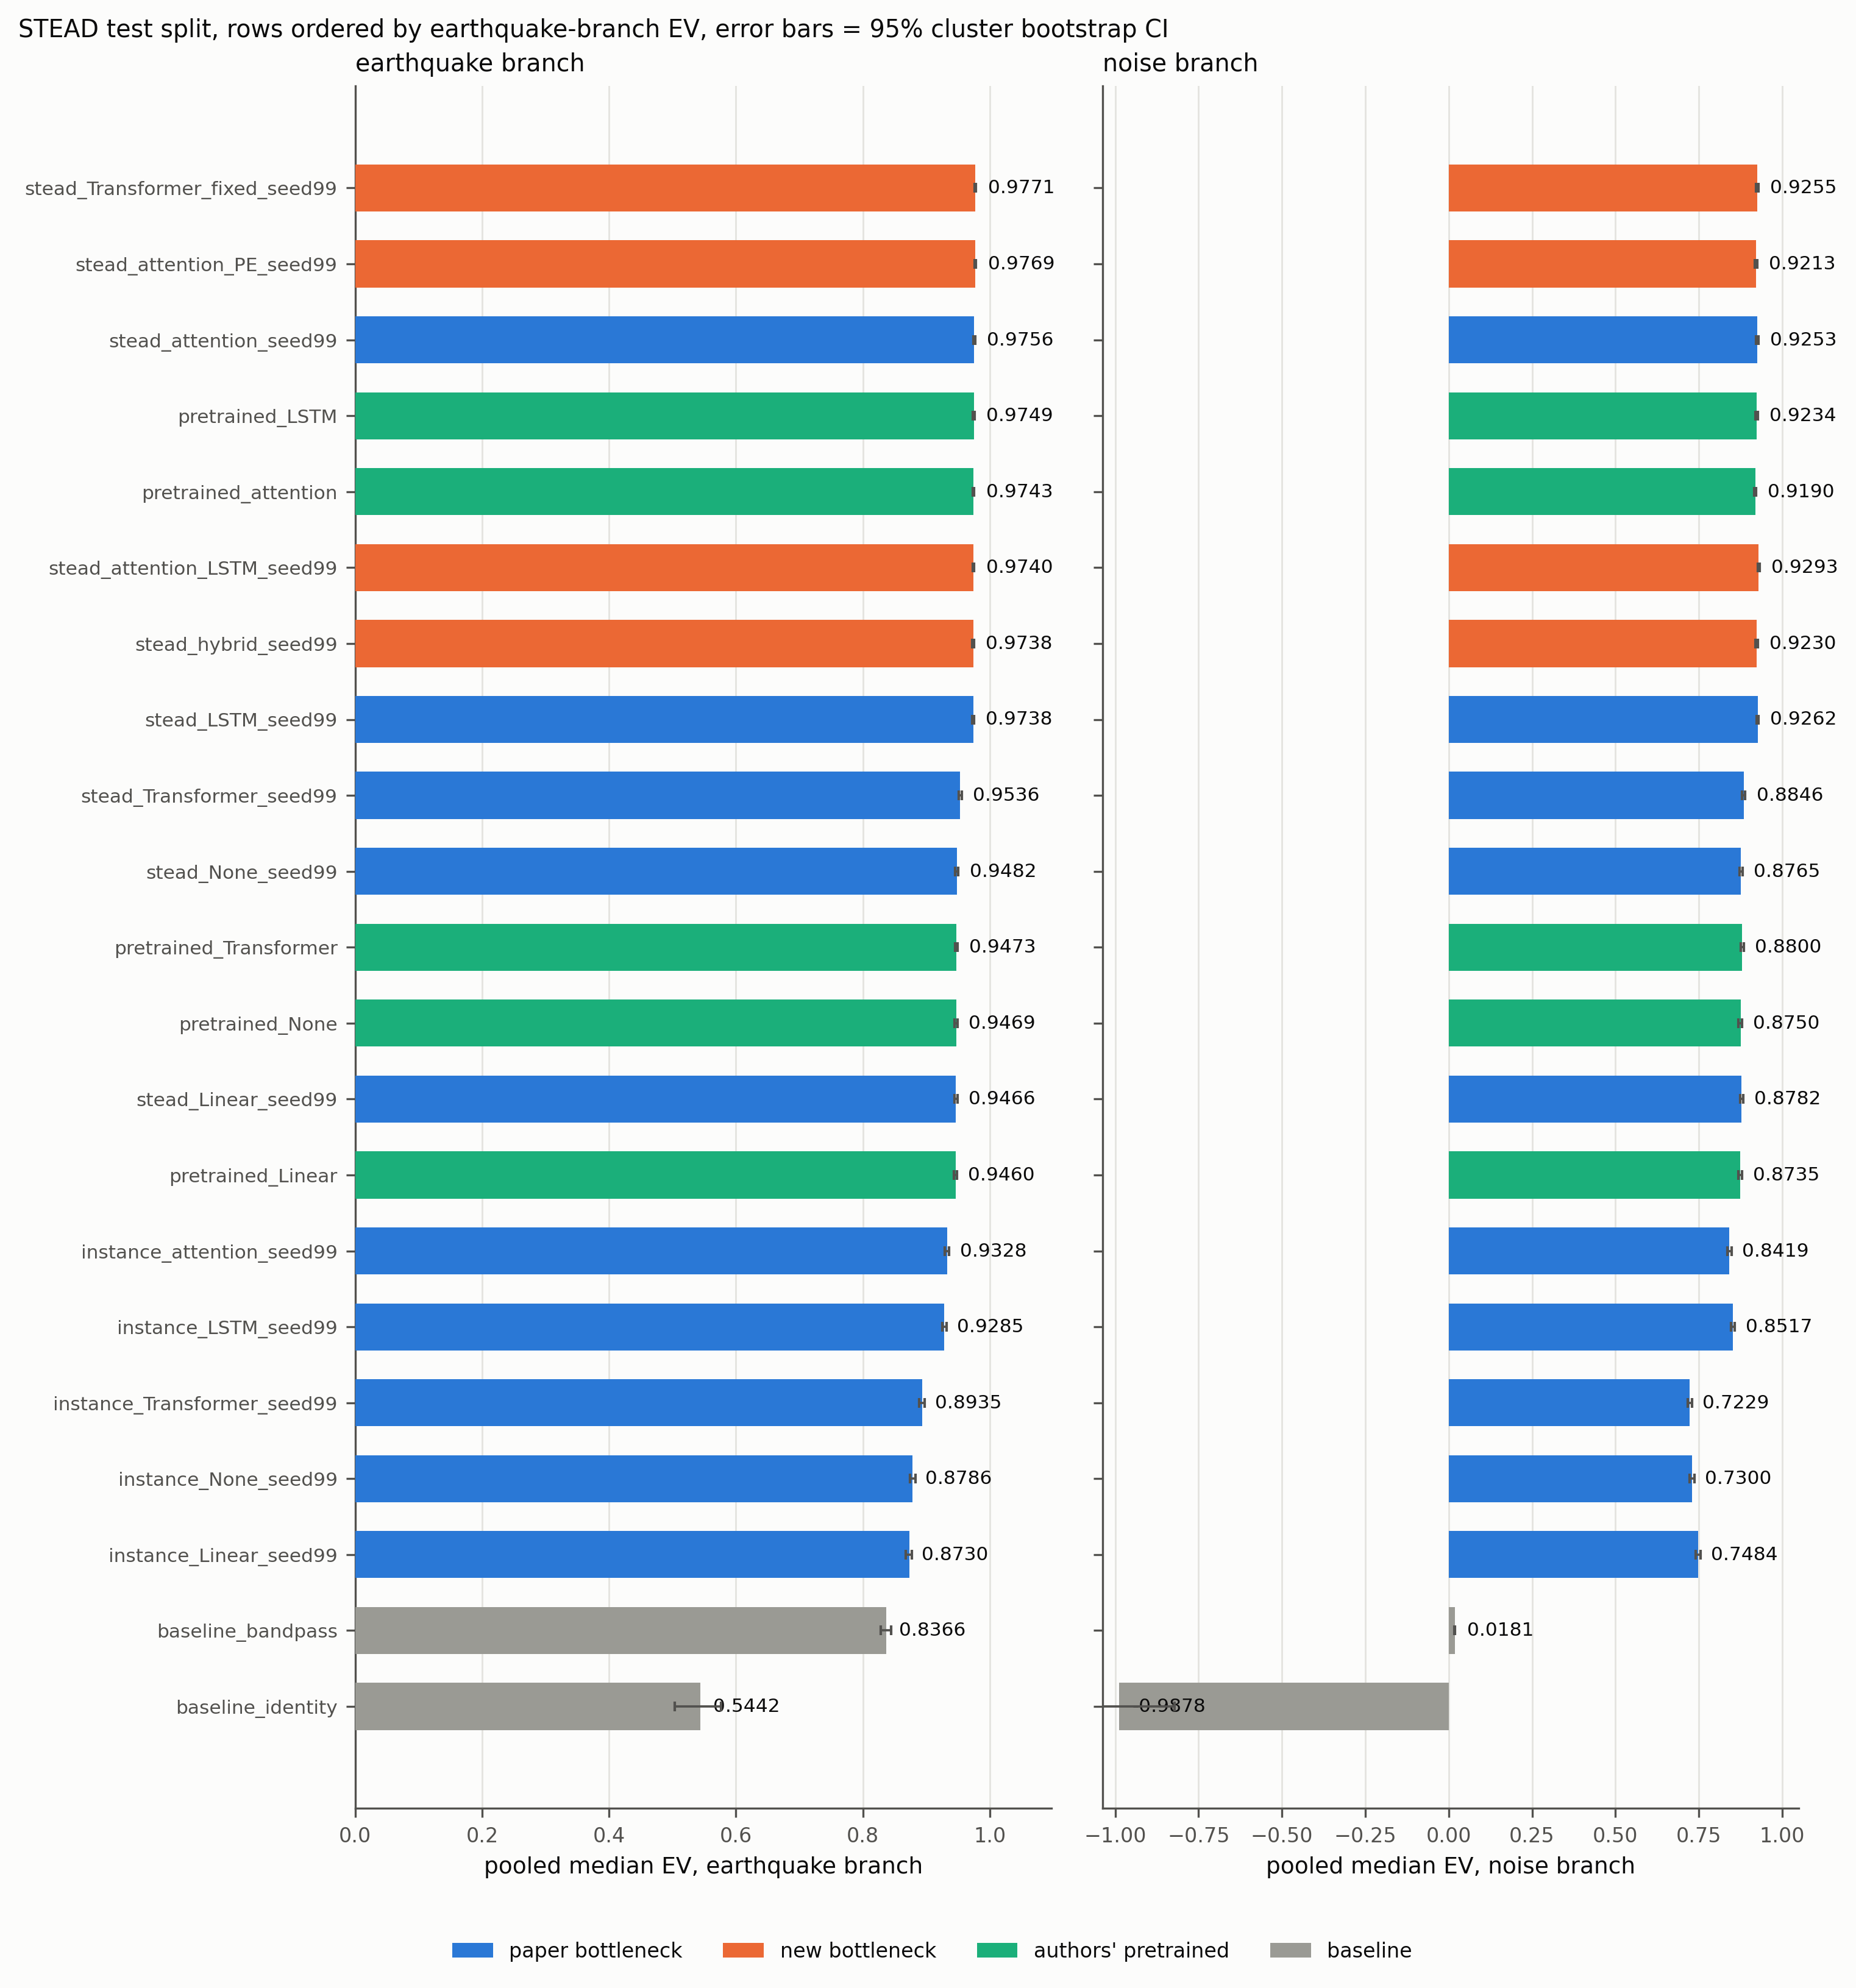 STEAD test split, rows ordered by earthquake-branch EV, error bars = 95% cluster bootstrap CI
earthquake branch
noise branch
stead_Transformer_fixed_seed99 0.9771 0.9255
stead_attention_PE_seed99 0.9769 0.9213
stead_attention_seed99 0.9756 0.9253
pretrained_LSTM 0.9749 0.9234
pretrained_attention 0.9743 0.9190
stead_attention_LSTM_seed99 0.9740 0.9293
stead_hybrid_seed99 0.9738 0.9230
stead_LSTM_seed99 0.9738 0.9262
stead_Transformer_seed99 0.9536 0.8846
stead_None_seed99 0.9482 0.8765
pretrained_Transformer 0.9473 0.8800
pretrained_None 0.9469 0.8750
stead_Linear_seed99 0.9466 0.8782
pretrained_Linear 0.9460 0.8735
instance_attention_seed99 0.9328 0.8419
instance_LSTM_seed99 0.9285 0.8517
instance_Transformer_seed99 0.8935 0.7229
instance_None_seed99 0.8786 0.7300
instance_Linear_seed99 0.8730 0.7484
baseline_bandpass 0.8366 0.0181
baseline_identity 0.5442 0.9878
0.0 0.2 0.4 0.6 0.8 1.0
−1.00 −0.75 −0.50 −0.25 0.00 0.25 0.50 0.75 1.00
pooled median EV, earthquake branch
pooled median EV, noise branch
paper bottleneck
new bottleneck
authors' pretrained
baseline